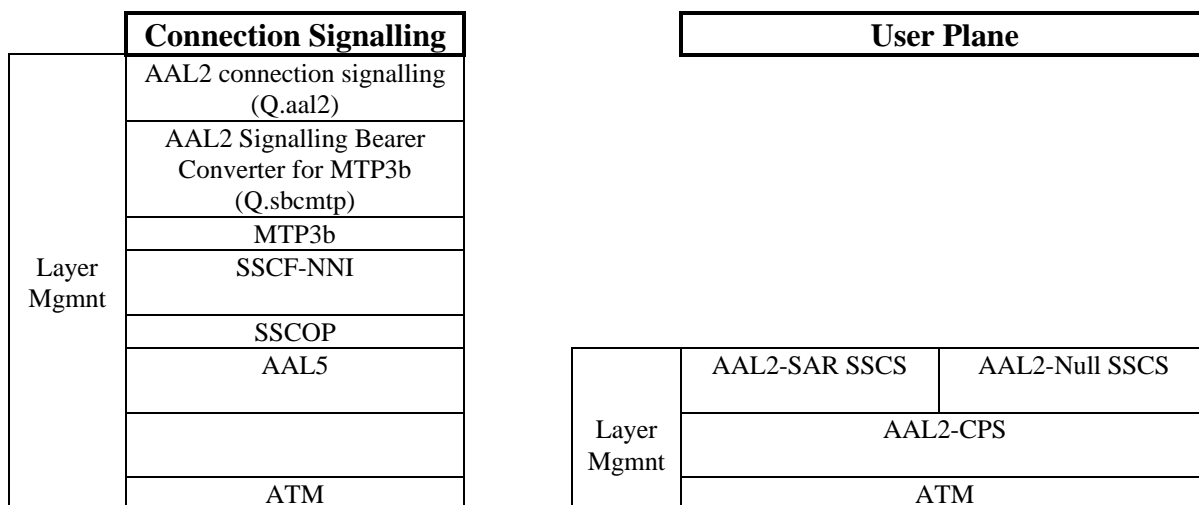 Connection Signalling
User Plane
AAL2 connection signalling
(Q.aal2)
AAL2 Signalling Bearer
Converter for MTP3b
(Q.sbcmtp)
MTP3b
Layer
Mgmnt
SSCF-NNI
SSCOP
AAL5
ATM
Layer
Mgmnt
AAL2-SAR SSCS
AAL2-Null SSCS
AAL2-CPS
ATM